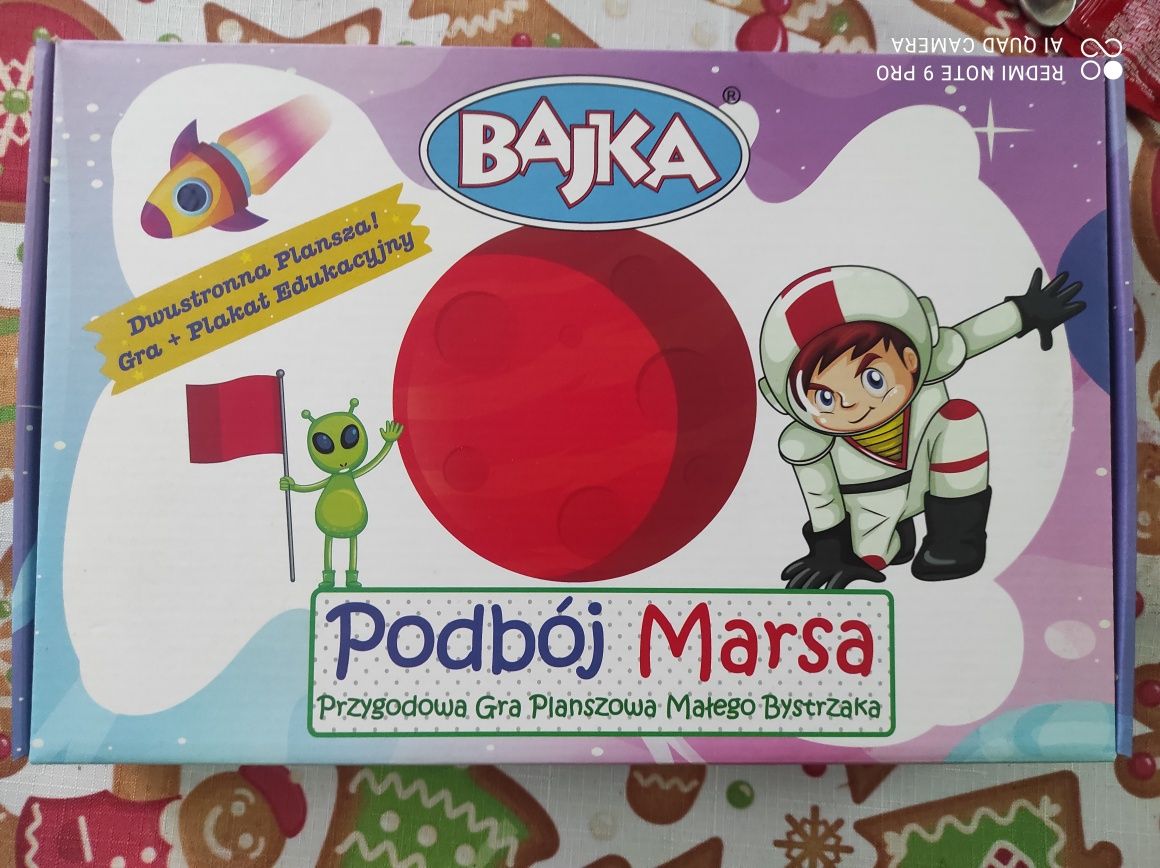 BAJKA ®
Dwustronna Plansza!
Gra + Plakat Edukacyjny
Podbój Marsa
Przygodowa Gra Planszowa Małego Bystrzaka
REDMI NOTE 9 PRO
AI QUAD CAMERA